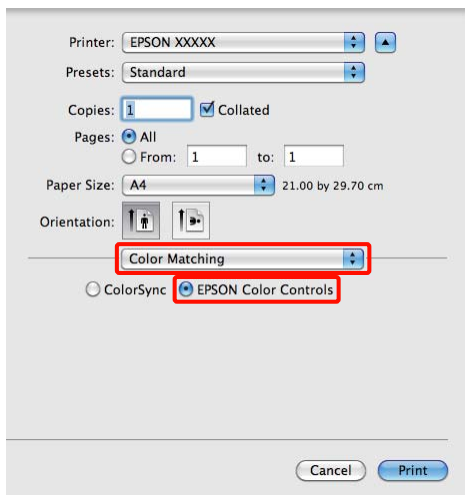 Printer: EPSON XXXXX
Presets: Standard
Copies: 1 Collated
Pages: All
From: 1 to: 1
Paper Size: A4 21.00 by 29.70 cm
Orientation:
Color Matching
ColorSync EPSON Color Controls
Cancel Print